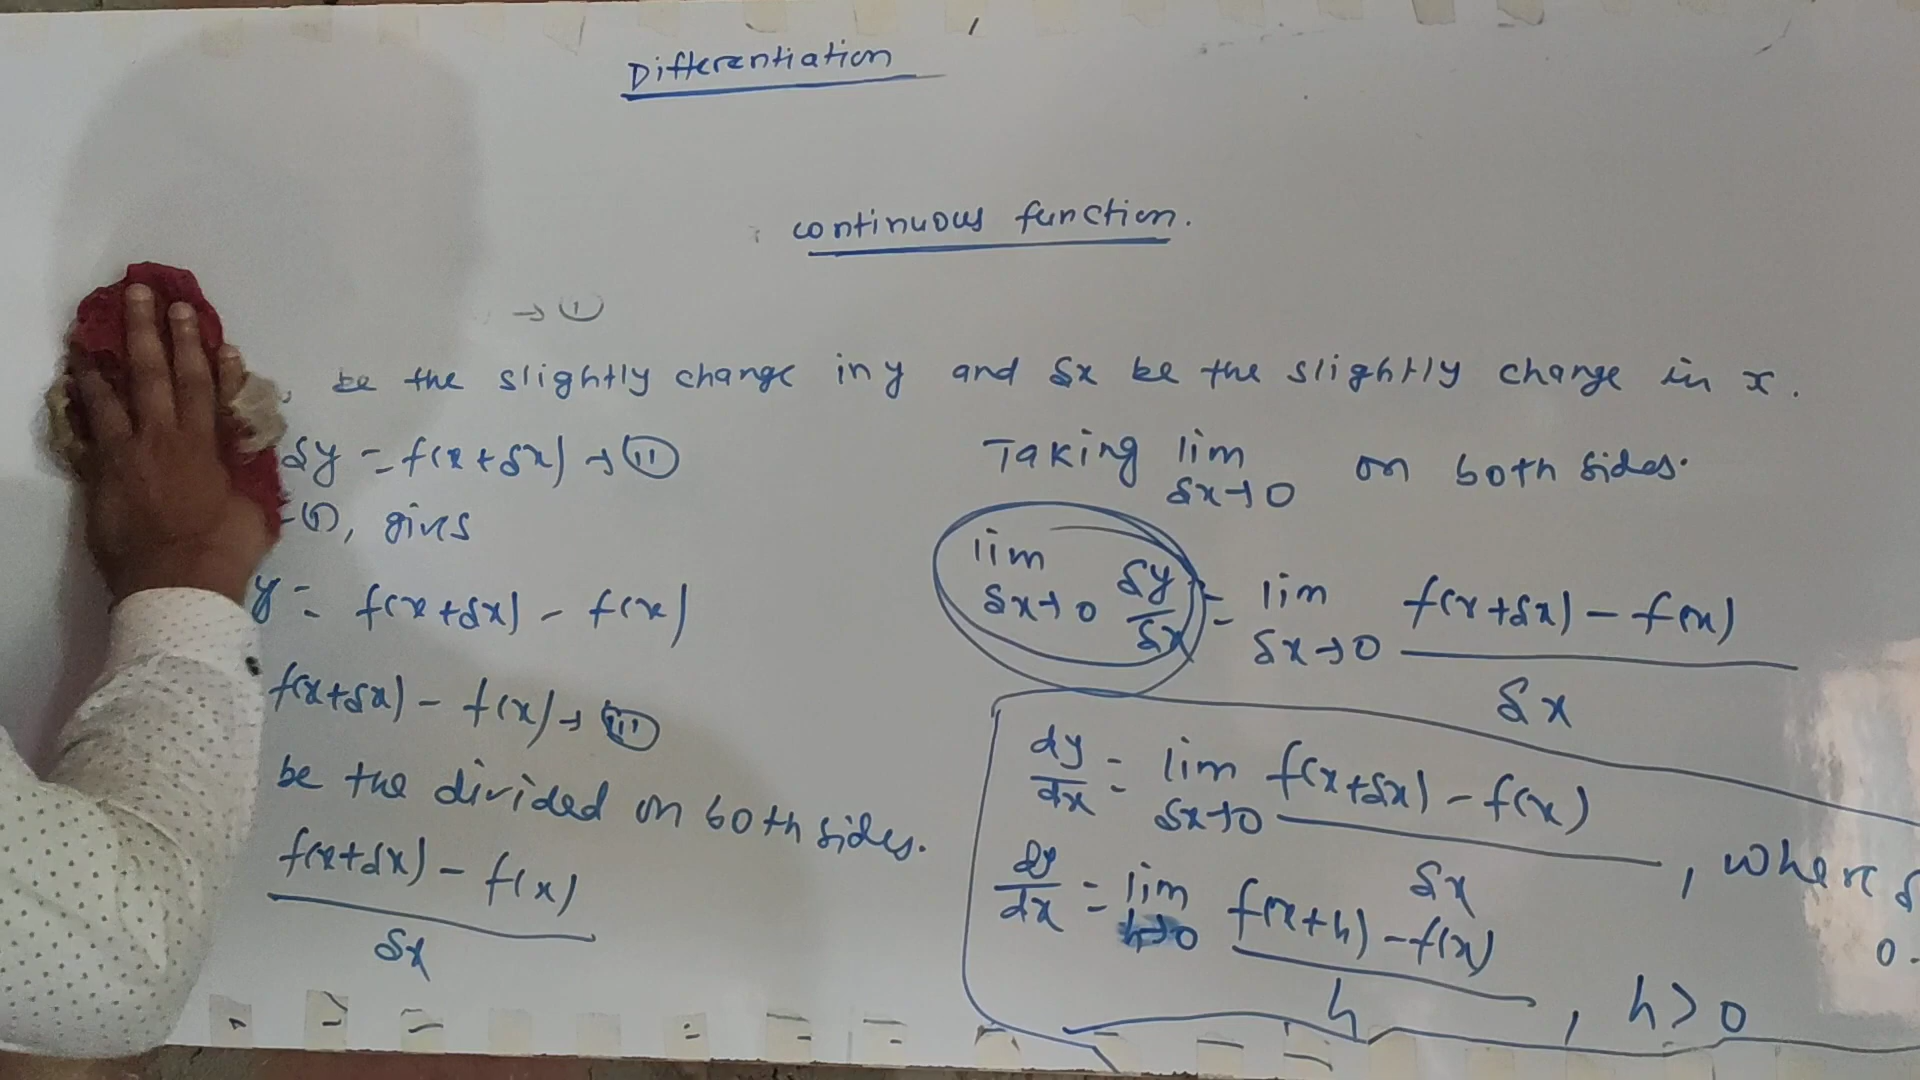 Differentiation
continuous function.
→ (I)
be the slightly change in y and δx be the slightly change in x.
δy = f(x+δx) → (II)
-(I), gives
y = f(x+δx) - f(x)
f(x+δx) - f(x) → (III)
be the divided on both sides.
f(x+δx) - f(x)
δx
Taking lim on both sides.
δx→0
lim δy = lim f(x+δx) - f(x)
δx→0 δx δx→0 δx
dy = lim f(x+δx) - f(x)
dx δx→0 δx , where δ
0.
dy = lim f(x+h) - f(x)
dx h→0 h , h>0